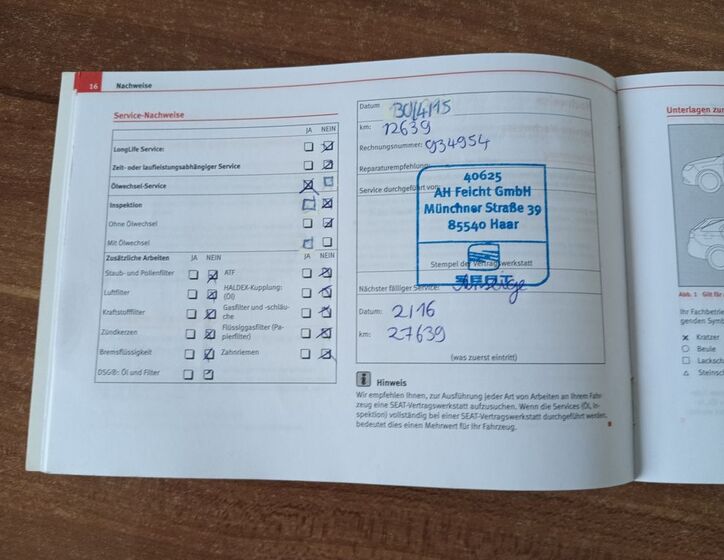 16 Nachweise
Service-Nachweise
JA NEIN
LongLife Service:
Zeit- oder laufleistungsabhängiger Service
Ölwechsel-Service
Inspektion
Ohne Ölwechsel
Mit Ölwechsel
Zusätzliche Arbeiten JA NEIN JA NEIN
Staub- und Pollenfilter ATF
Luftfilter HALDEX-Kupplung: (Öl)
Kraftstofffilter Gasfilter und -schläuche
Zündkerzen Flüssiggasfilter (Papierfilter)
Bremsflüssigkeit Zahnriemen
DSG®: Öl und Filter
Datum 30/4/15
km: 12639
Rechnungsnummer: 934954
Reparaturempfehlung:
Service durchgeführt von:
40625
AH Feicht GmbH
Münchner Straße 39
85540 Haar
Stempel der Vertragswerkstatt
SEAT
Nächster fälliger Service:
Datum: 2/16
km: 27639
(was zuerst eintritt)
Hinweis
Wir empfehlen Ihnen, zur Ausführung jeder Art von Arbeiten an Ihrem Fahr-
zeug eine SEAT-Vertragswerkstatt aufzusuchen. Wenn die Services (Öl, In-
spektion) vollständig bei einer SEAT-Vertragswerkstatt durchgeführt werden,
bedeutet dies einen Mehrwert für Ihr Fahrzeug.
Unterlagen zur
Abb. 1 Gilt für
Ihr Fachbetrie
genden Symb
Kratzer
Beule
Lacksch
Steinsc